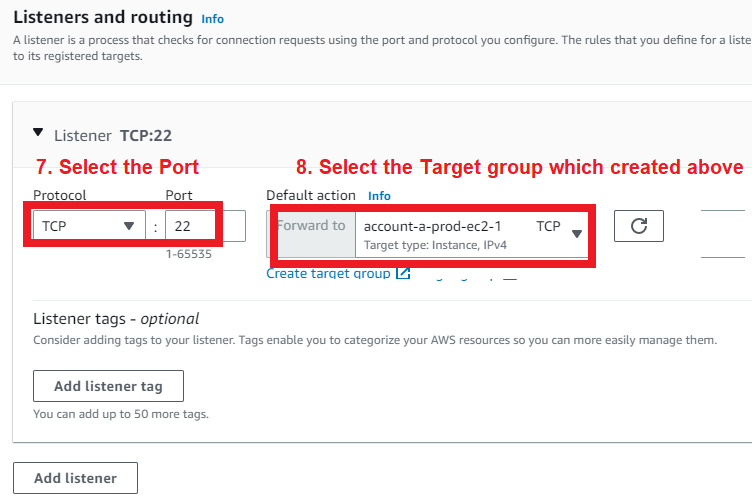 Listeners and routing Info
A listener is a process that checks for connection requests using the port and protocol you configure. The rules that you define for a liste
to its registered targets.
Listener TCP:22
7. Select the Port 8. Select the Target group which created above
Protocol Port Default action Info
TCP : 22 Forward to account-a-prod-ec2-1 TCP
Target type: Instance, IPv4
1-65535
Create target group
Listener tags - optional
Consider adding tags to your listener. Tags enable you to categorize your AWS resources so you can more easily manage them.
Add listener tag
You can add up to 50 more tags.
Add listener